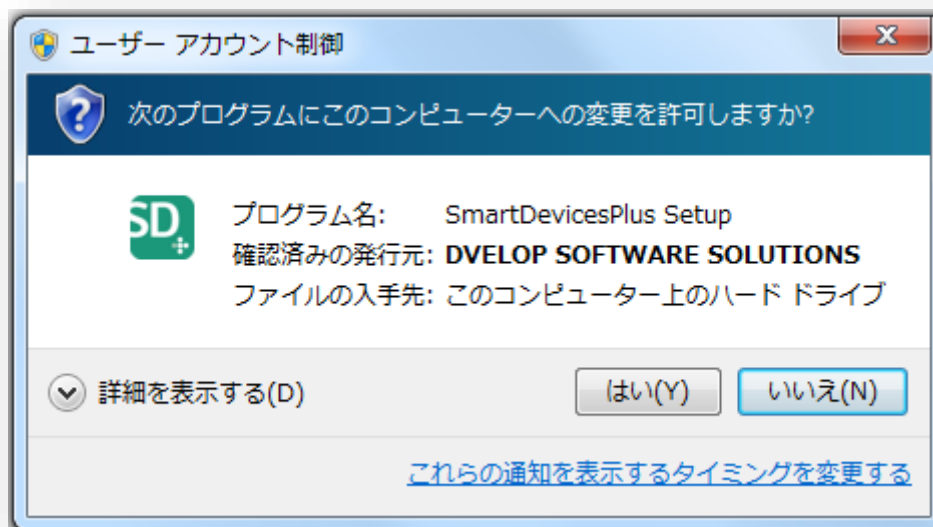 ユーザー アカウント制御
次のプログラムにこのコンピューターへの変更を許可しますか?
SD
プログラム名: SmartDevicesPlus Setup
確認済みの発行元: DVELOP SOFTWARE SOLUTIONS
ファイルの入手先: このコンピューター上のハード ドライブ
詳細を表示する(D)
はい(Y)
いいえ(N)
これらの通知を表示するタイミングを変更する